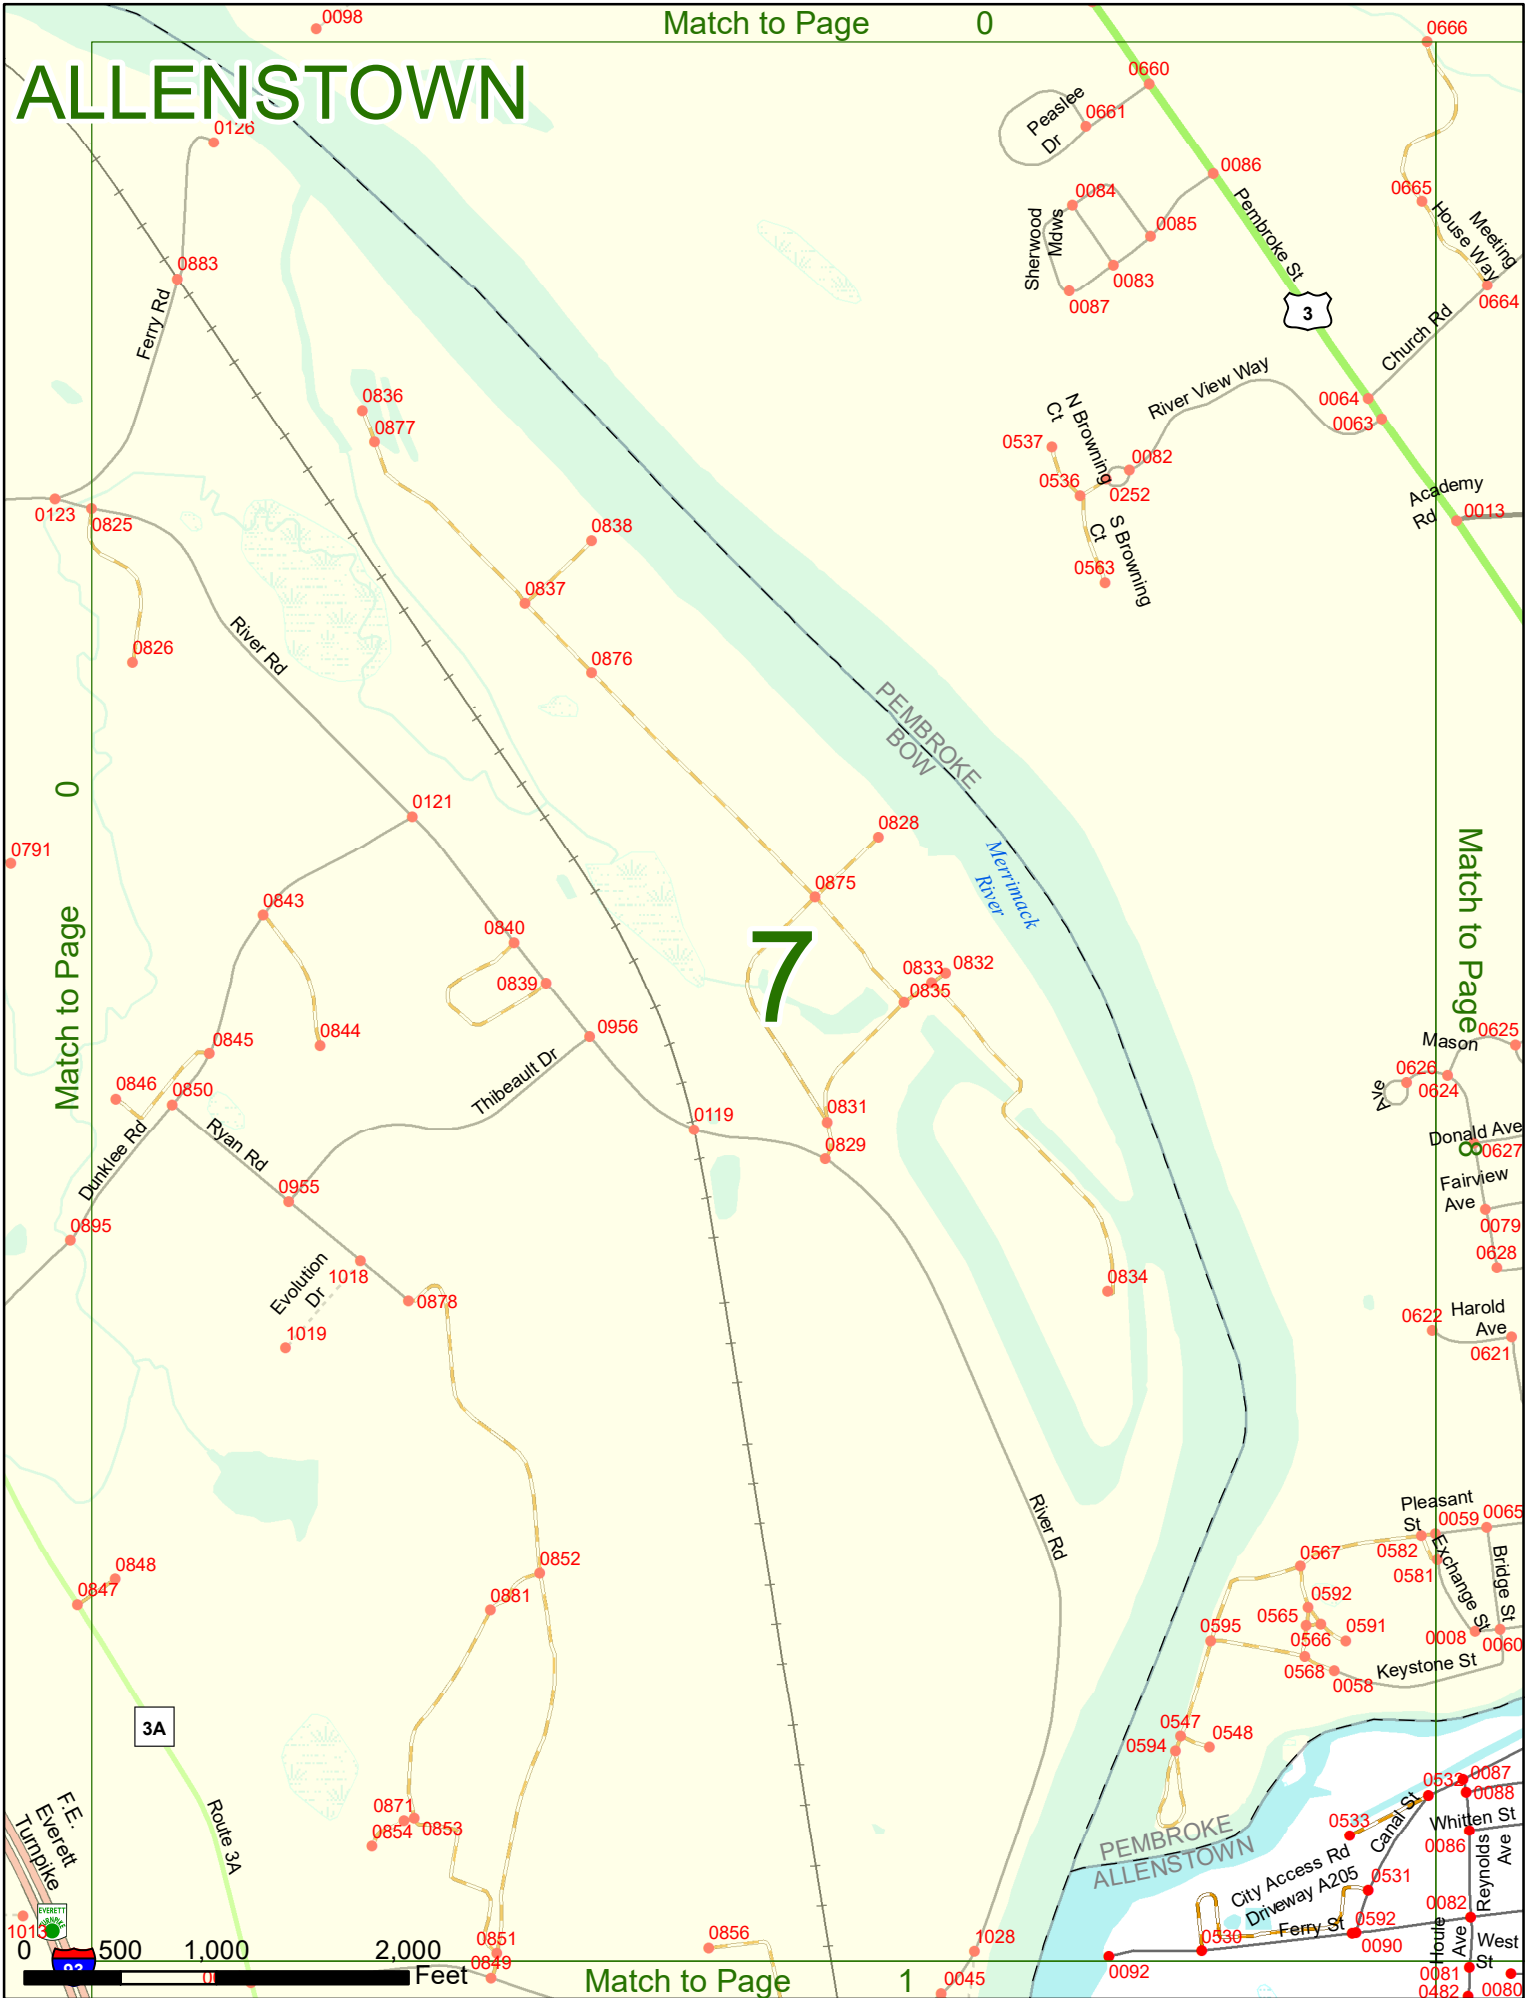 Match to Page 0
0098
0666
ALLENSTOWN
0660
Peaslee
Dr
0661
0126
0086
0084
0665
Sherwood
Mdws
0085
Pembroke St
Meeting
House Way
0883
0083
0087
0664
3
Ferry Rd
Church Rd
0836
River View Way
0064
0877
N Browning
Ct
0063
0537
0082
0536
0252
Academy
Rd
0123
0825
0013
0838
S Browning
Ct
0563
0837
River Rd
0826
0876
PEMBROKE
BOW
0
0121
0828
0791
Match to Page
Merrimack
River
0875
0843
0840
7
0839
0833
0832
0835
Match to Page
8
0956
0844
0845
0625
Mason
Ave
0626
0624
Thibeault Dr
0846
0850
0831
0119
Dunklee Rd
Ryan Rd
0829
Donald Ave
0627
Fairview
Ave
0955
0079
0895
0628
Evolution
Dr
1018
0834
0878
0622
Harold
Ave
1019
0621
River Rd
Pleasant
St
0059
0065
0582
0581
Exchange St
Bridge St
0567
0852
0848
0847
0881
0592
0565
0591
0595
0566
0008
0060
0568
0058
Keystone St
3A
0547
0548
0594
0532
0087
0088
F.E.
Everett
Turnpike
Route 3A
0871
0854
0853
0533
Canal St
Whitten St
0086
PEMBROKE
ALLENSTOWN
City Access Rd
Driveway A205
0531
Reynolds
Ave
0082
EVERETT
TURNPIKE
1013
0592
Ferry St
0530
0090
Houle
Ave
West
St
0856
0851
1028
0849
0092
0081
0 500 1,000 2,000
Feet
93
Match to Page 1
0045
0482
0080